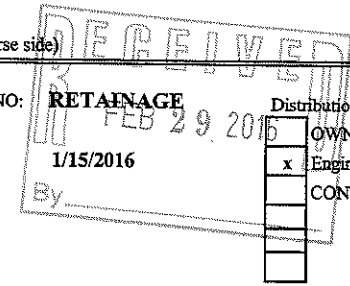 rse side)
RECEIVED
NO: RETAINAGE Distributio
FEB 29 2016 OWN
1/15/2016 x Engin
CON
By